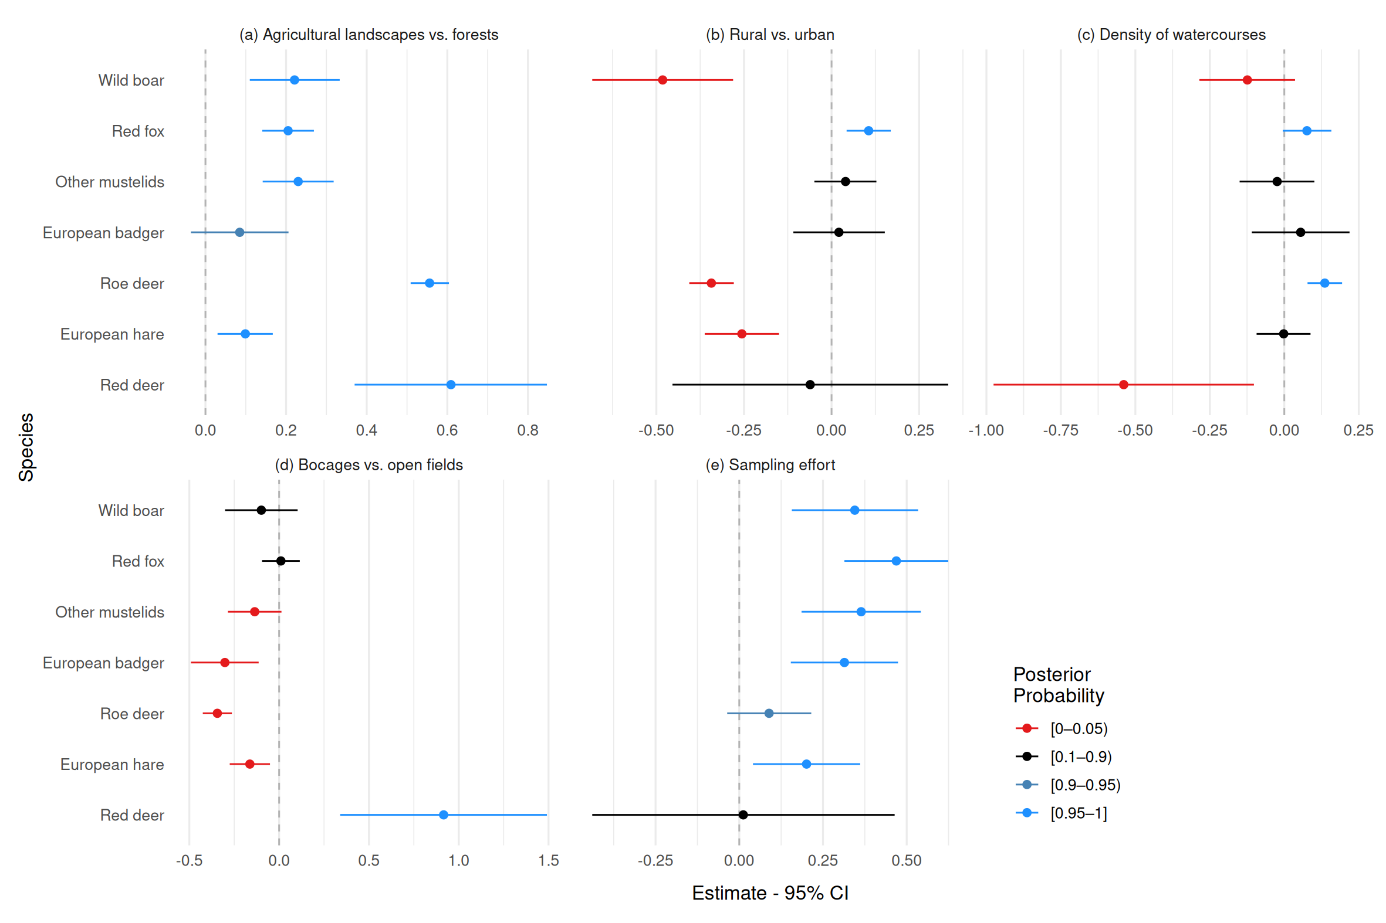 (a) Agricultural landscapes vs. forests
(b) Rural vs. urban
(c) Density of watercourses
Wild boar
Red fox
Other mustelids
European badger
Roe deer
European hare
Red deer
0.0 0.2 0.4 0.6 0.8
-0.50 -0.25 0.00 0.25
-1.00 -0.75 -0.50 -0.25 0.00 0.25
Species
(d) Bocages vs. open fields
(e) Sampling effort
Wild boar
Red fox
Other mustelids
European badger
Roe deer
European hare
Red deer
-0.5 0.0 0.5 1.0 1.5
-0.25 0.00 0.25 0.50
Estimate - 95% CI
Posterior
Probability
[0–0.05)
[0.1–0.9)
[0.9–0.95)
[0.95–1]